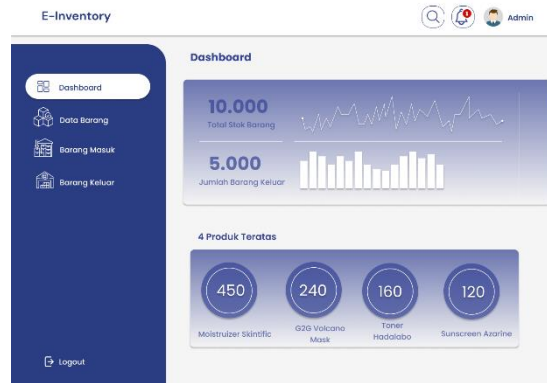 E-Inventory
1
Admin
Dashboard
Dashboard
Data Barang
Barang Masuk
Barang Keluar
Logout
10.000
Total Stok Barang
5.000
Jumlah Barang Keluar
4 Produk Teratas
450
240
160
120
Moistruizer Skintific
G2G Volcano
Mask
Toner
Hadalabo
Sunscreen Azarine